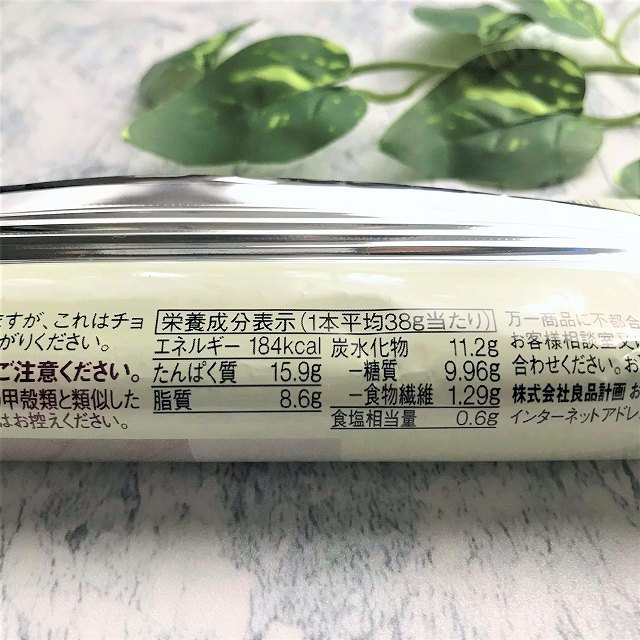 ますが、これはチョ
がりください。
ご注意ください。
甲殻類と類似した
はお控えください。
栄養成分表示(1本平均38g当たり)
エネルギー 184kcal
たんぱく質 15.9g
脂質 8.6g
炭水化物 11.2g
−糖質 9.96g
−食物繊維 1.29g
食塩相当量 0.6g
万一商品に不都合
お客様相談室又は
合わせください。お
株式会社良品計画 お
インターネットアドレ